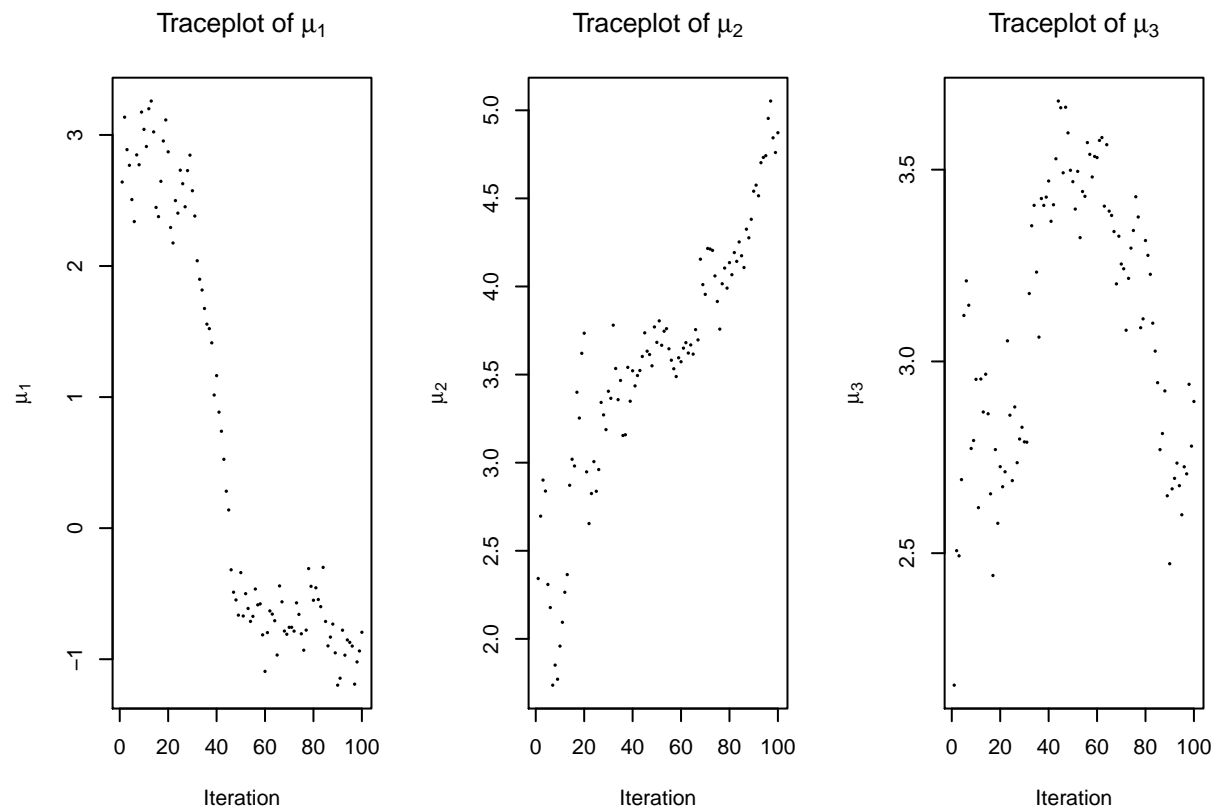 Traceplot of μ₁
μ₁
3
2
1
0
−1
0 20 40 60 80 100
Iteration
Traceplot of μ₂
μ₂
5.0
4.5
4.0
3.5
3.0
2.5
2.0
0 20 40 60 80 100
Iteration
Traceplot of μ₃
μ₃
3.5
3.0
2.5
0 20 40 60 80 100
Iteration